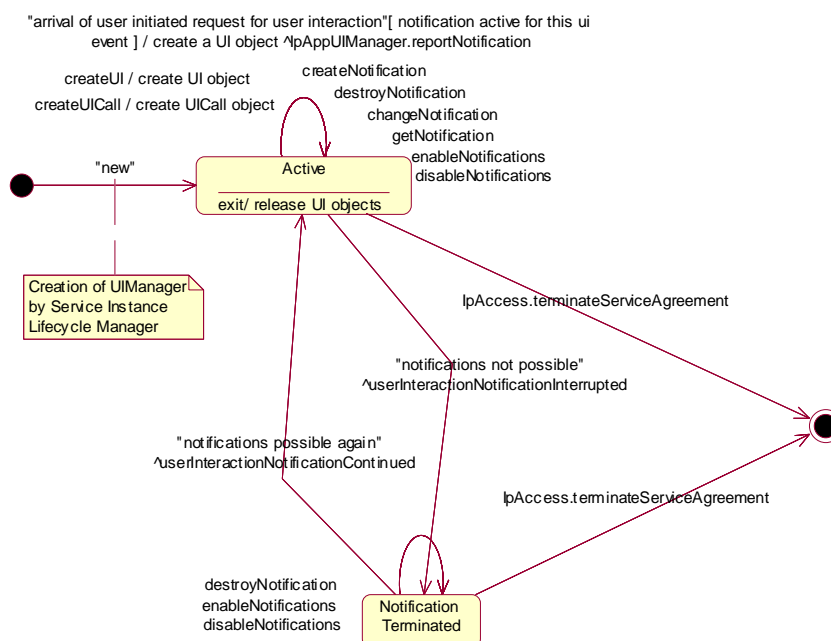 "arrival of user initiated request for user interaction"[ notification active for this ui
event ] / create a UI object ^IpAppUIManager.reportNotification
createUI / create UI object
createUICall / create UICall object
createNotification
destroyNotification
changeNotification
getNotification
enableNotifications
disableNotifications
"new"
Active
exit/ release UI objects
Creation of UIManager
by Service Instance
Lifecycle Manager
IpAccess.terminateServiceAgreement
"notifications not possible"
^userInteractionNotificationInterrupted
"notifications possible again"
^userInteractionNotificationContinued
IpAccess.terminateServiceAgreement
destroyNotification
enableNotifications
disableNotifications
Notification
Terminated